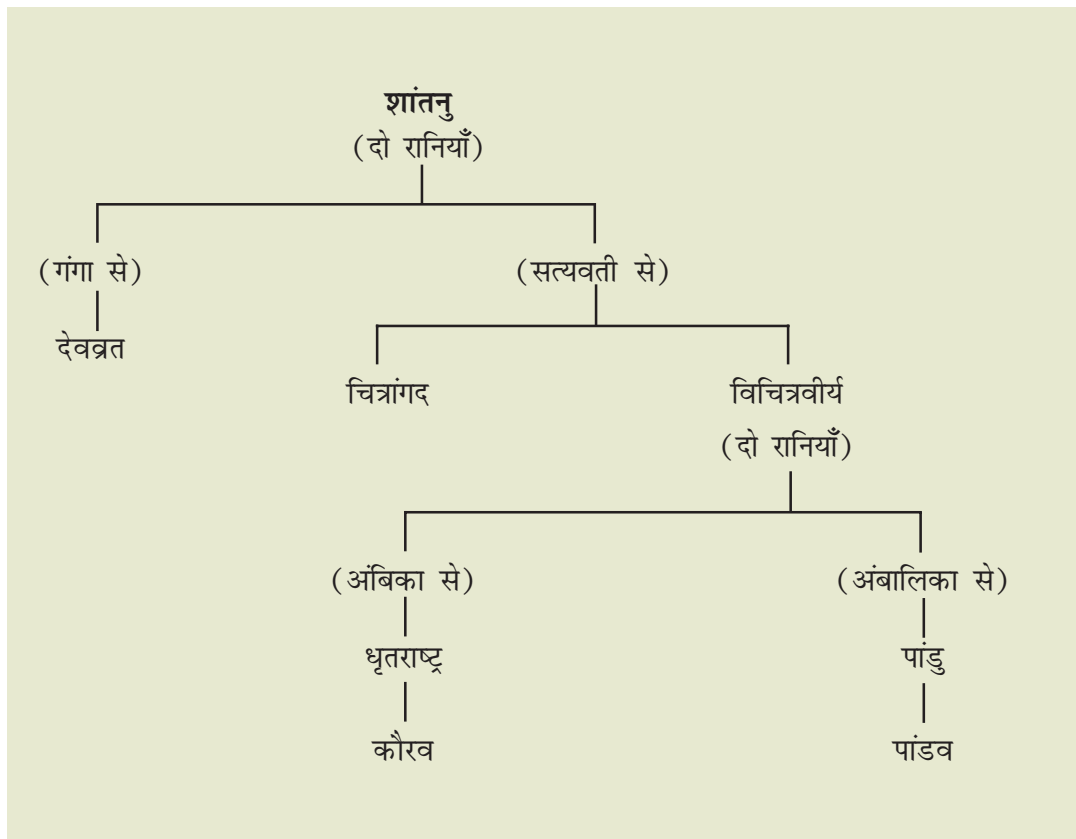 शांतनु
(दो रानियाँ)
(गंगा से)
(सत्यवती से)
देवव्रत
चित्रांगद
विचित्रवीर्य
(दो रानियाँ)
(अंबिका से)
(अंबालिका से)
धृतराष्ट्र
पांडु
कौरव
पांडव